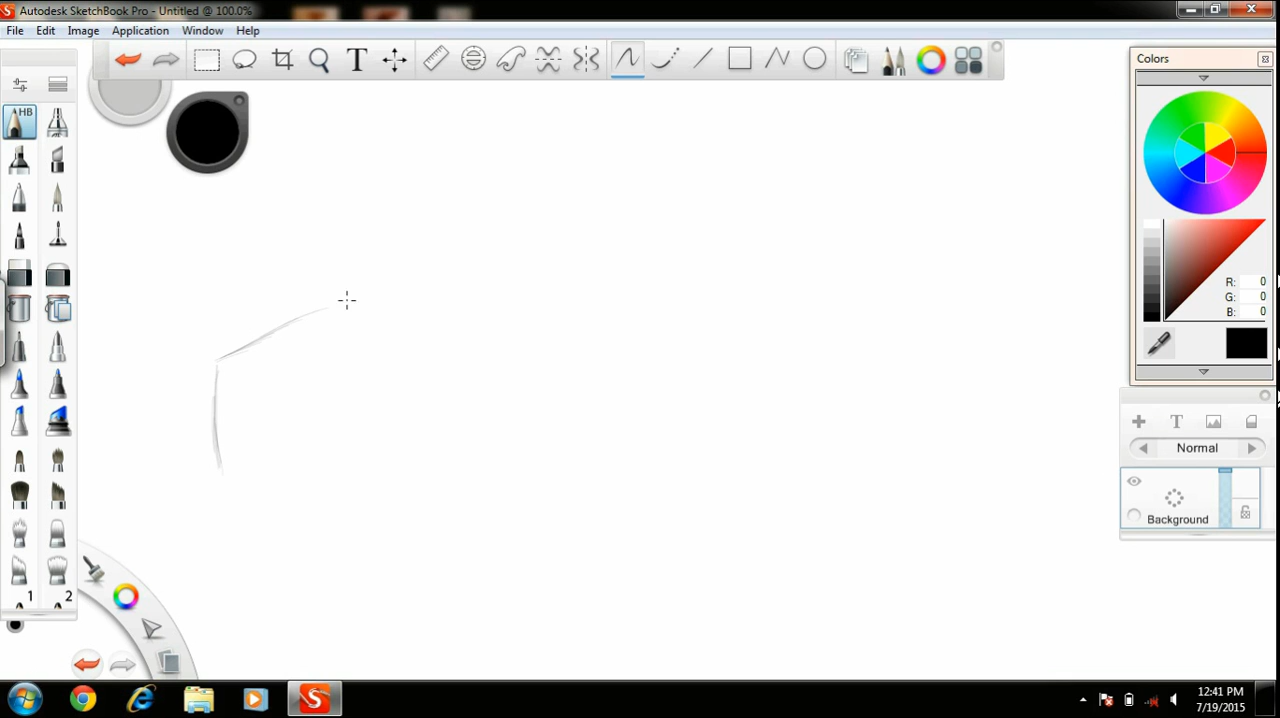 Autodesk SketchBook Pro - Untitled @ 100.0%
File Edit Image Application Window Help
T
HB
Colors
R: 0
G: 0
B: 0
T
Normal
Background
1 2
S
12:41 PM
7/19/2015